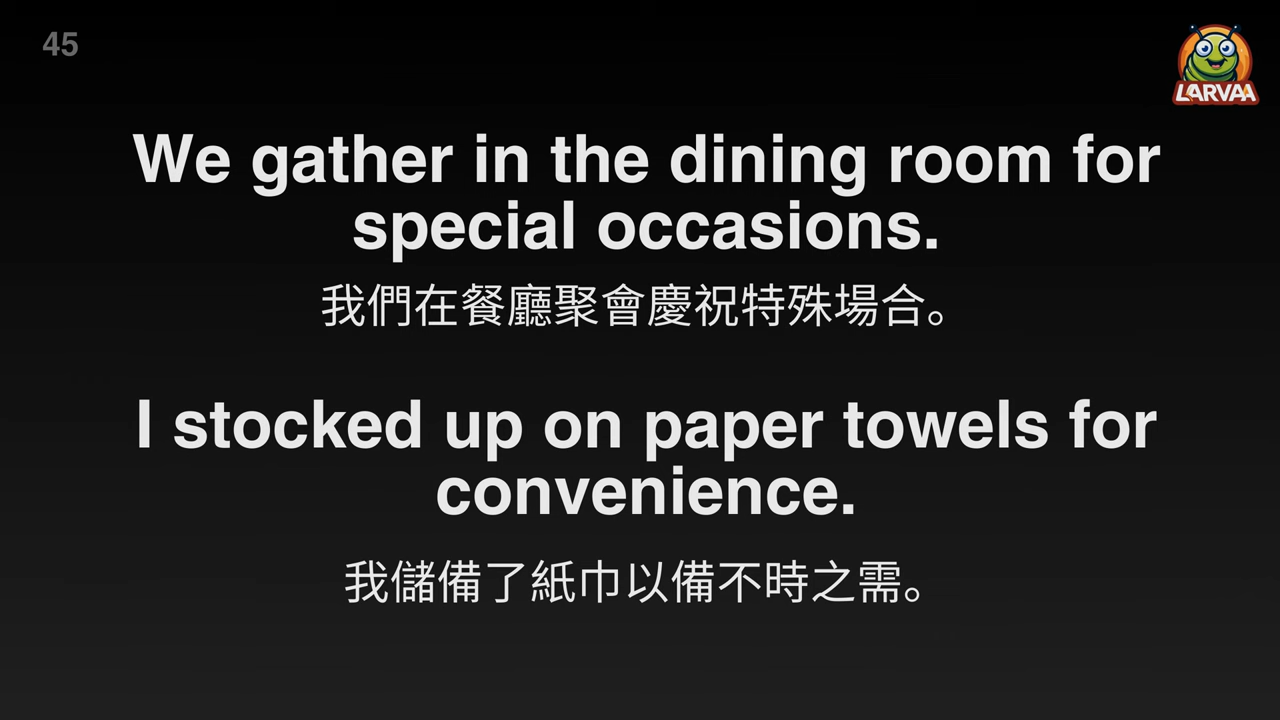 45
LARVAA
We gather in the dining room for
special occasions.
我們在餐廳聚會慶祝特殊場合。
I stocked up on paper towels for
convenience.
我儲備了紙巾以備不時之需。